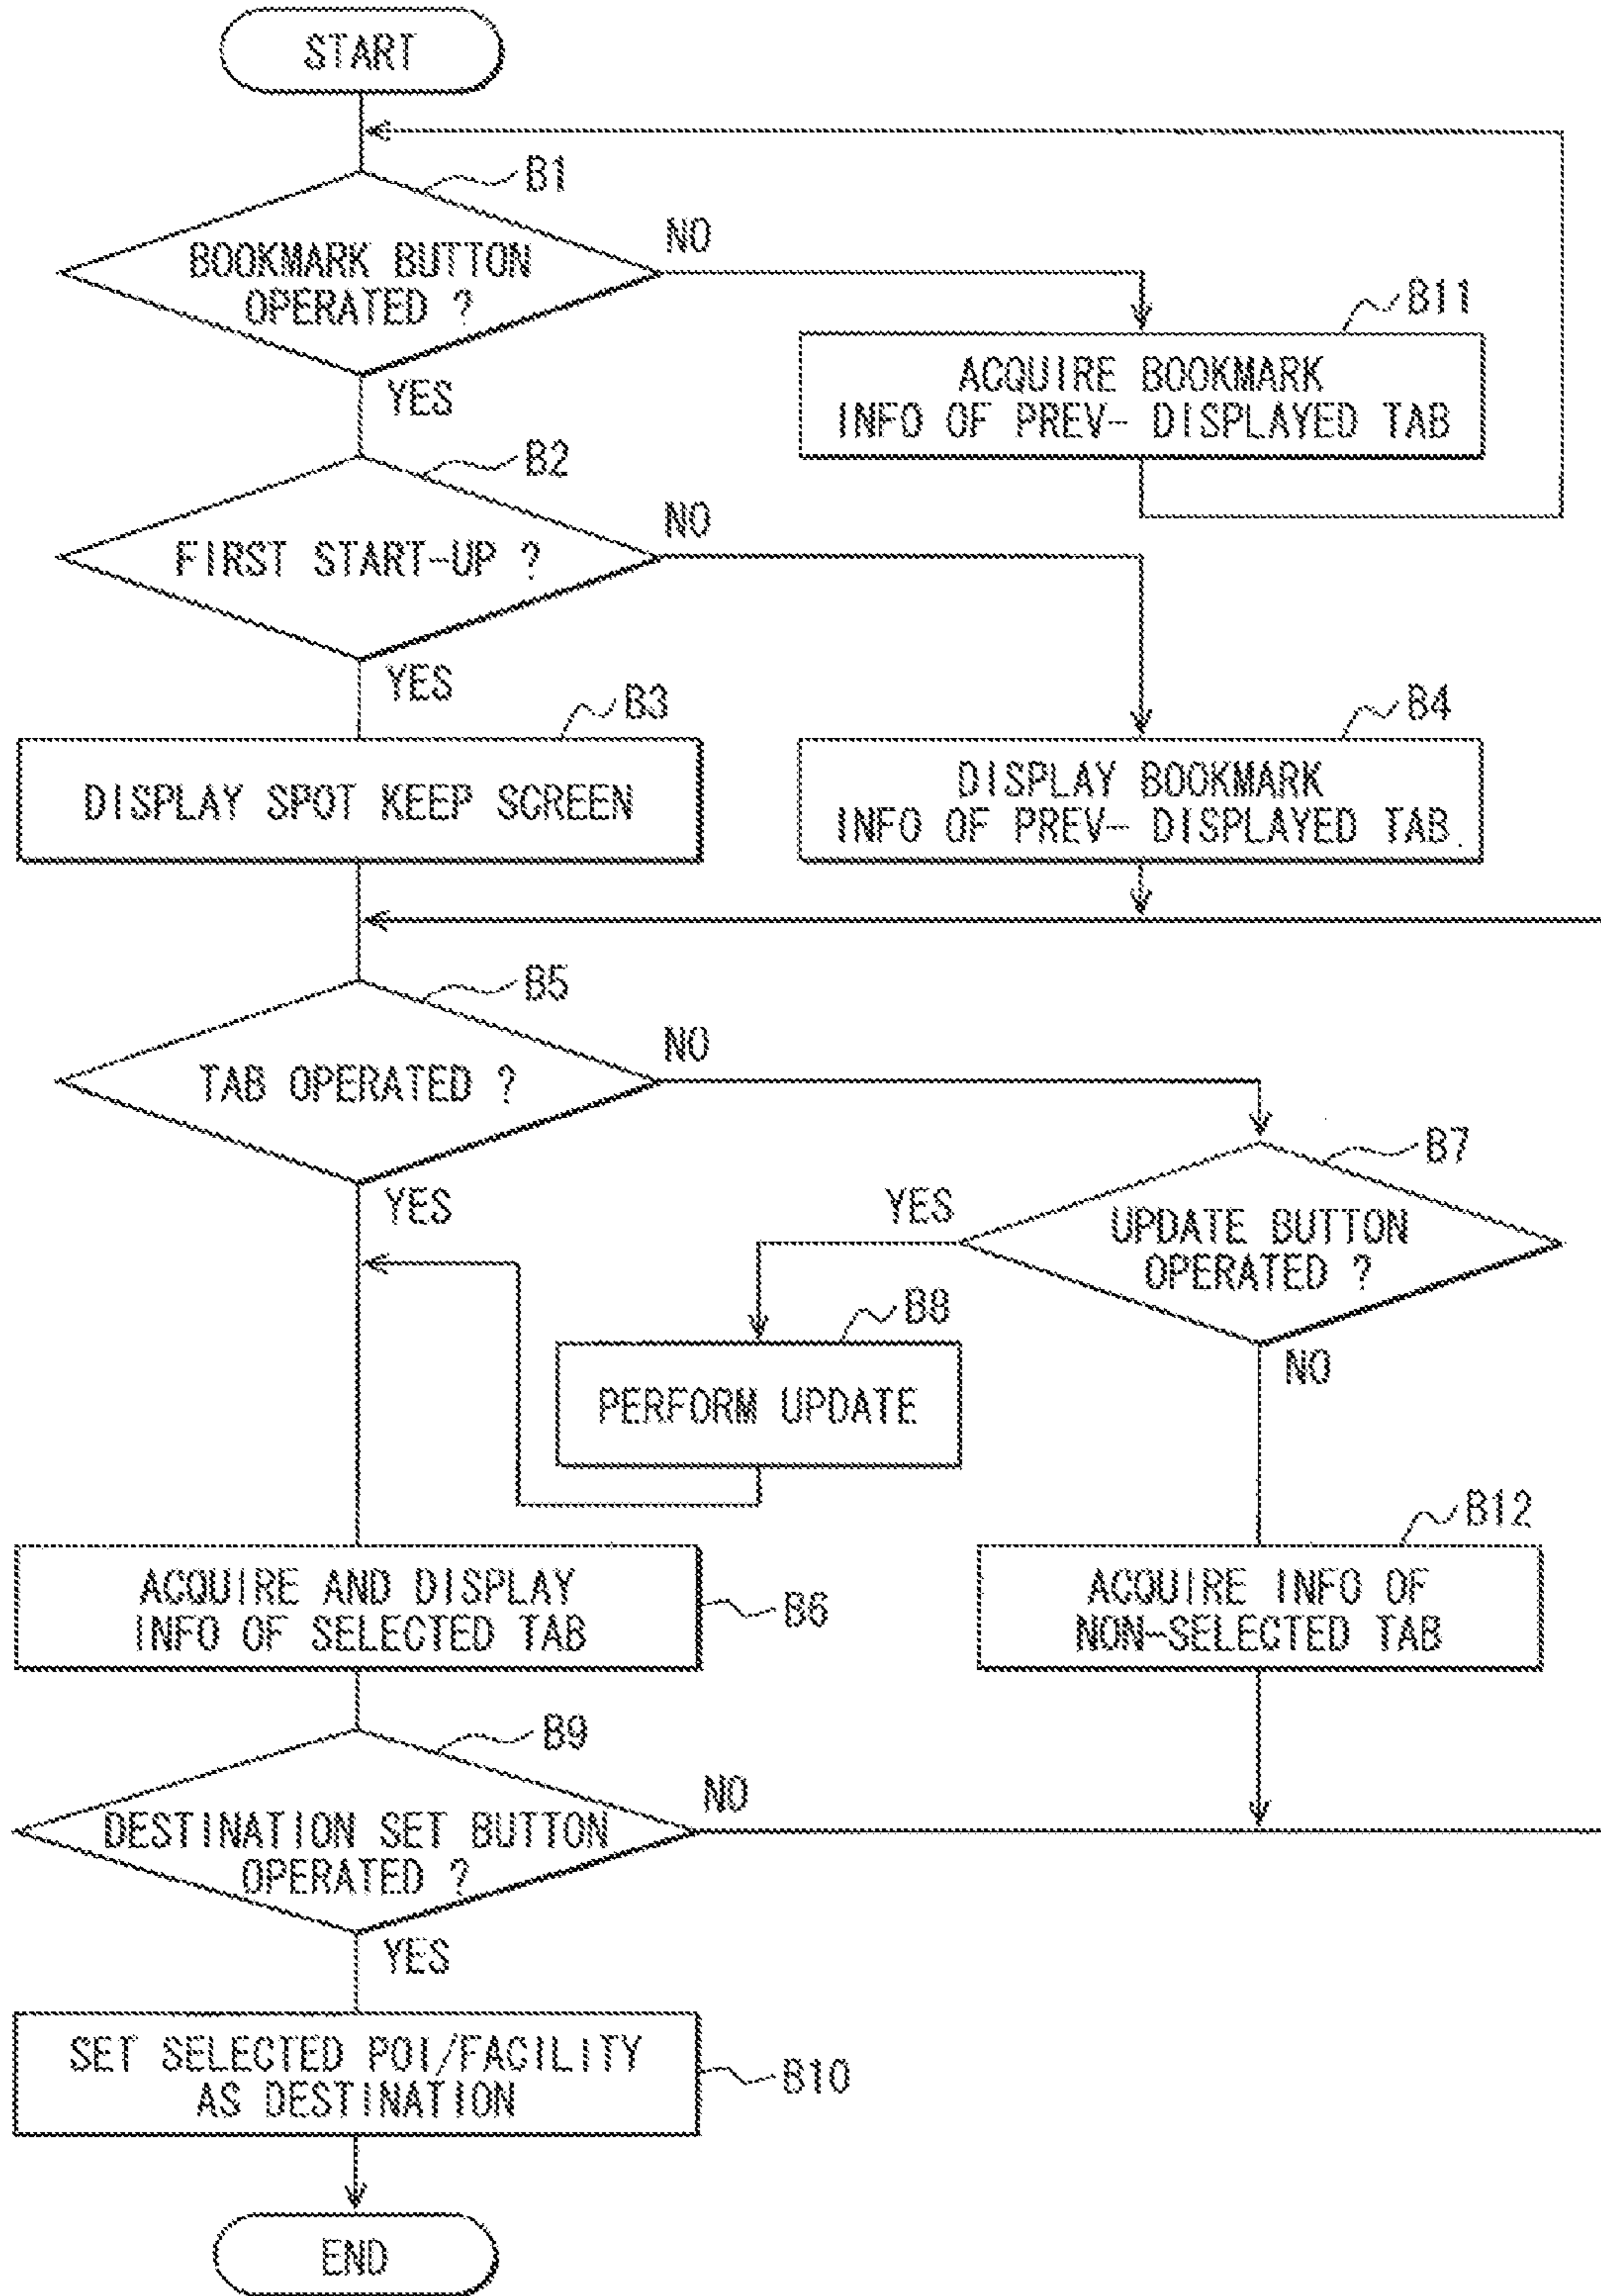 START
B1
BOOKMARK BUTTON
OPERATED ?
NO
YES
B11
ACQUIRE BOOKMARK
INFO OF PREV- DISPLAYED TAB
B2
FIRST START-UP ?
NO
YES
B3
DISPLAY SPOT KEEP SCREEN
B4
DISPLAY BOOKMARK
INFO OF PREV- DISPLAYED TAB
B5
TAB OPERATED ?
NO
YES
B7
UPDATE BUTTON
OPERATED ?
YES
NO
B8
PERFORM UPDATE
B12
ACQUIRE INFO OF
NON-SELECTED TAB
ACQUIRE AND DISPLAY
INFO OF SELECTED TAB
B6
B9
DESTINATION SET BUTTON
OPERATED ?
NO
YES
SET SELECTED POI/FACILITY
AS DESTINATION
B10
END